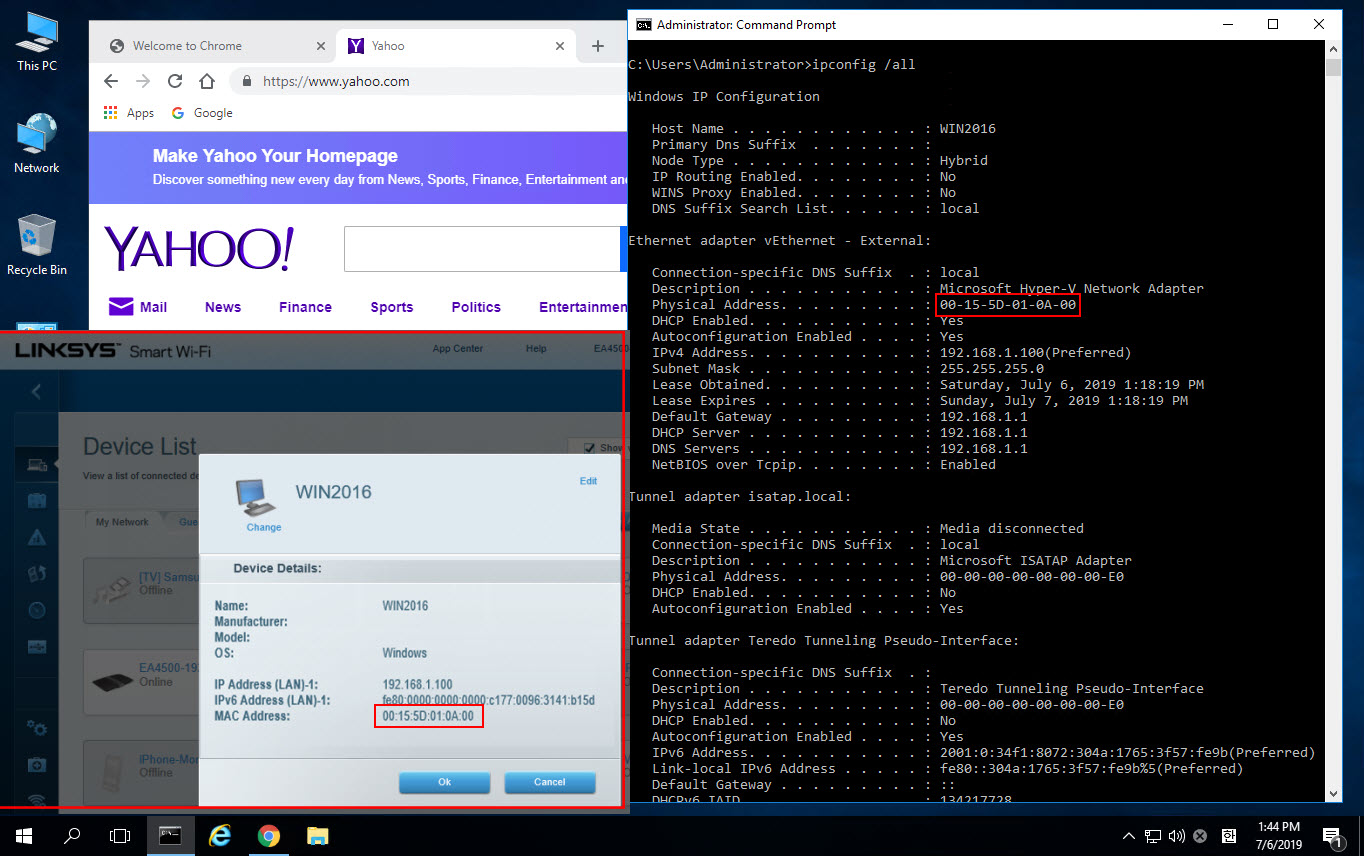 This PC
Network
Recycle Bin
Welcome to Chrome
Yahoo
https://www.yahoo.com
Apps
Google
Make Yahoo Your Homepage
Discover something new every day from News, Sports, Finance, Entertainment and
YAHOO!
Mail News Finance Sports Politics Entertainmen
LINKSYS Smart Wi-Fi App Center Help EA4500
Device List
View a list of connected de
Show
My Network Gue
[TV] Samsu
Offline
EA4500-19
Online
iPhone-Mor
Offline
WIN2016
Edit
Change
Device Details:
Name: WIN2016
Manufacturer:
Model:
OS: Windows
IP Address (LAN)-1: 192.168.1.100
IPv6 Address (LAN)-1: fe80:0000:0000:0000:c177:0096:3141:b15d
MAC Address: 00:15:5D:01:0A:00
Ok Cancel
Administrator: Command Prompt
C:\Users\Administrator>ipconfig /all
Windows IP Configuration
Host Name . . . . . . . . . . . . : WIN2016
Primary Dns Suffix . . . . . . . :
Node Type . . . . . . . . . . . . : Hybrid
IP Routing Enabled. . . . . . . . : No
WINS Proxy Enabled. . . . . . . . : No
DNS Suffix Search List. . . . . . : local
Ethernet adapter vEthernet - External:
Connection-specific DNS Suffix . : local
Description . . . . . . . . . . . : Microsoft Hyper-V Network Adapter
Physical Address. . . . . . . . . : 00-15-5D-01-0A-00
DHCP Enabled. . . . . . . . . . . : Yes
Autoconfiguration Enabled . . . . : Yes
IPv4 Address. . . . . . . . . . . : 192.168.1.100(Preferred)
Subnet Mask . . . . . . . . . . . : 255.255.255.0
Lease Obtained. . . . . . . . . . : Saturday, July 6, 2019 1:18:19 PM
Lease Expires . . . . . . . . . . : Sunday, July 7, 2019 1:18:19 PM
Default Gateway . . . . . . . . . : 192.168.1.1
DHCP Server . . . . . . . . . . . : 192.168.1.1
DNS Servers . . . . . . . . . . . : 192.168.1.1
NetBIOS over Tcpip. . . . . . . . : Enabled
Tunnel adapter isatap.local:
Media State . . . . . . . . . . . : Media disconnected
Connection-specific DNS Suffix . : local
Description . . . . . . . . . . . : Microsoft ISATAP Adapter
Physical Address. . . . . . . . . : 00-00-00-00-00-00-00-E0
DHCP Enabled. . . . . . . . . . . : No
Autoconfiguration Enabled . . . . : Yes
Tunnel adapter Teredo Tunneling Pseudo-Interface:
Connection-specific DNS Suffix . :
Description . . . . . . . . . . . : Teredo Tunneling Pseudo-Interface
Physical Address. . . . . . . . . : 00-00-00-00-00-00-00-E0
DHCP Enabled. . . . . . . . . . . : No
Autoconfiguration Enabled . . . . : Yes
IPv6 Address. . . . . . . . . . . : 2001:0:34f1:8072:304a:1765:3f57:fe9b(Preferred)
Link-local IPv6 Address . . . . . : fe80::304a:1765:3f57:fe9b%5(Preferred)
Default Gateway . . . . . . . . . : ::
DHCPv6 IAID . . . . . . . . . . . : 134217728
1:44 PM
7/6/2019
1